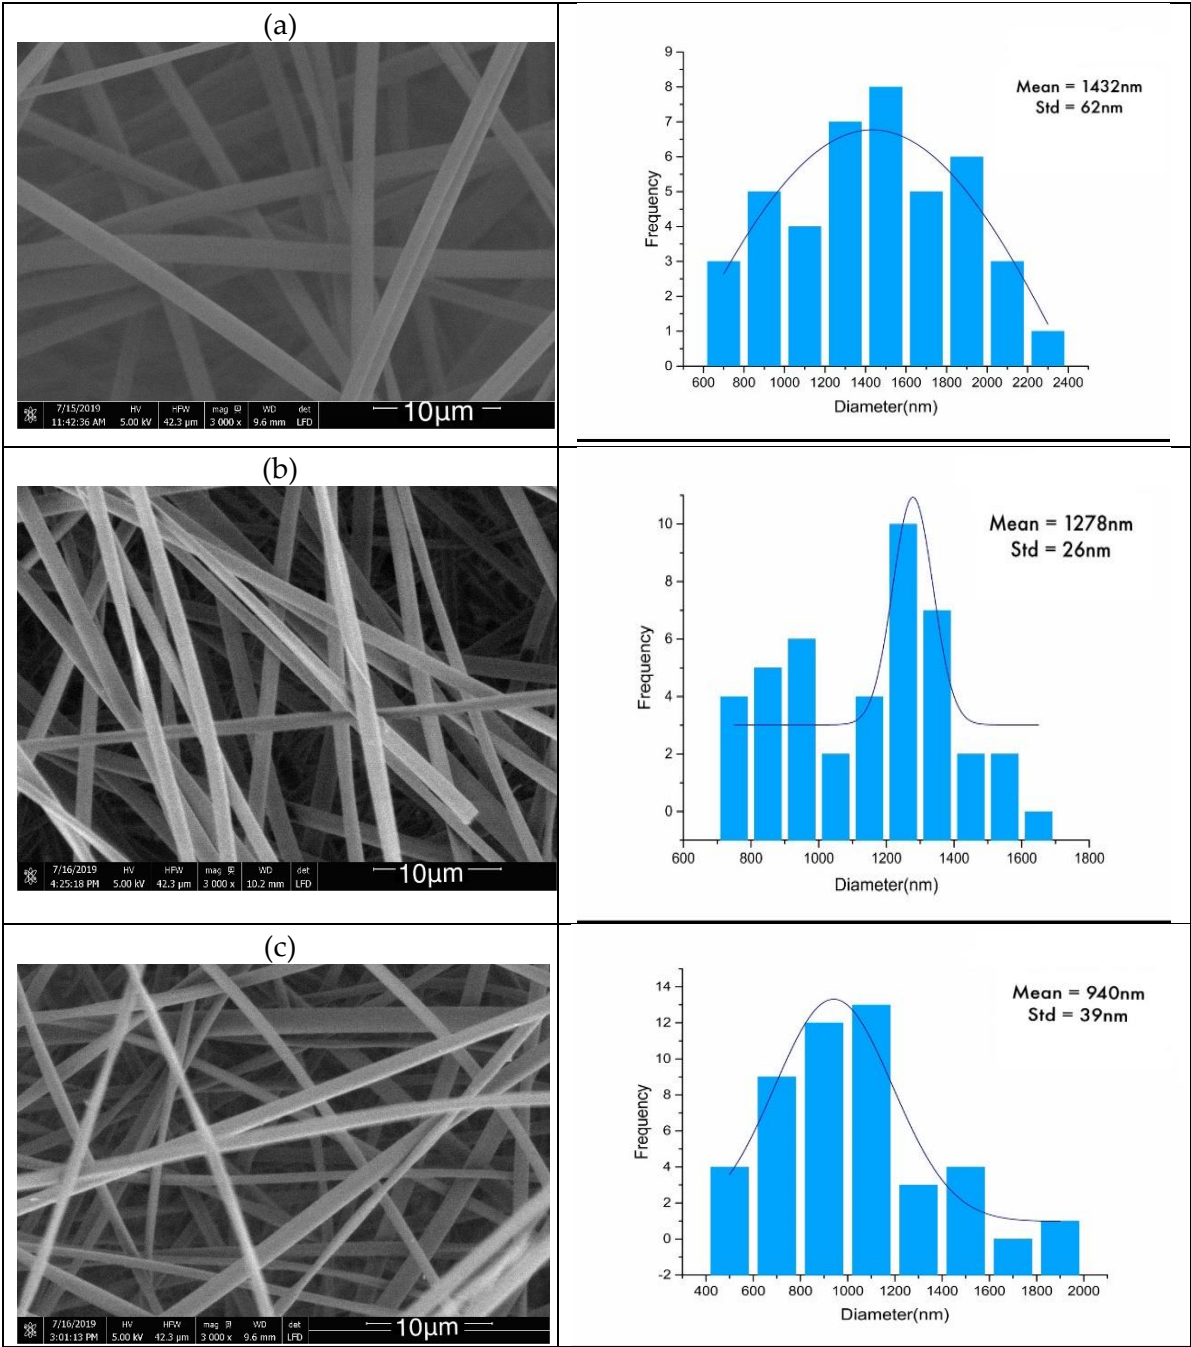 (a)
7/15/2019 HV HFW mag WD det
11:42:36 AM 5.00 kV 42.3 µm 3 000 x 9.6 mm LFD
10µm
9
8
7
6
5
4
3
2
1
0
Frequency
Mean = 1432nm
Std = 62nm
600 800 1000 1200 1400 1600 1800 2000 2200 2400
Diameter(nm)
(b)
7/16/2019 HV HFW mag WD det
4:25:18 PM 5.00 kV 42.3 µm 3 000 x 10.2 mm LFD
10µm
10
8
6
4
2
0
Frequency
Mean = 1278nm
Std = 26nm
600 800 1000 1200 1400 1600 1800
Diameter(nm)
(c)
7/16/2019 HV HFW mag WD det
3:01:13 PM 5.00 kV 42.3 µm 3 000 x 9.6 mm LFD
10µm
14
12
10
8
6
4
2
0
-2
Frequency
Mean = 940nm
Std = 39nm
400 600 800 1000 1200 1400 1600 1800 2000
Diameter(nm)